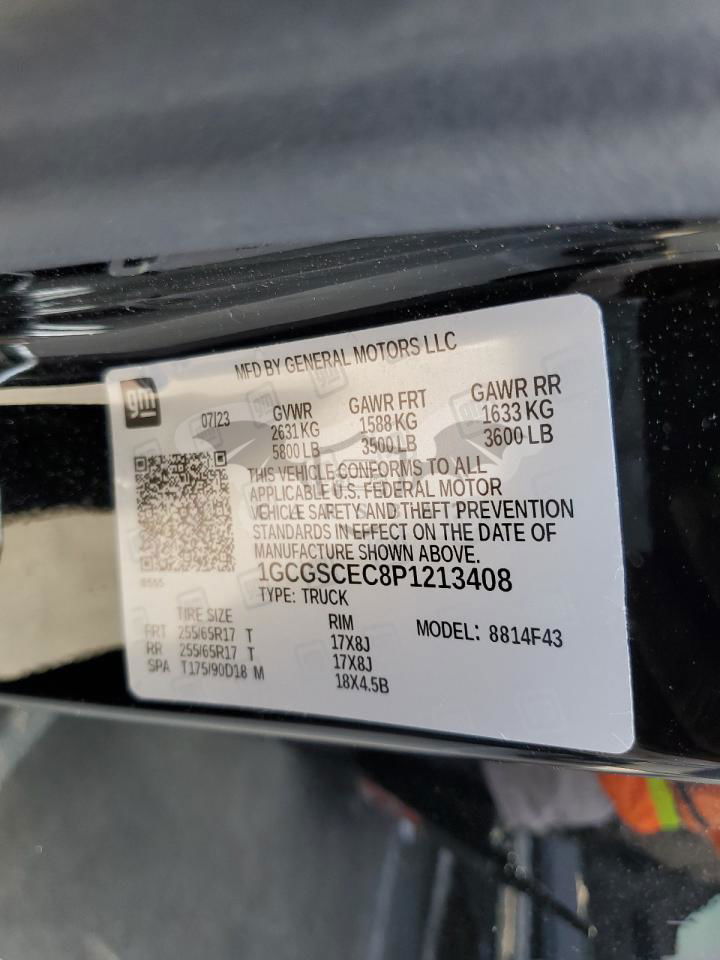 MFD BY GENERAL MOTORS LLC
gm
07/23
GVWR
2631 KG
5800 LB
GAWR FRT
1588 KG
3500 LB
GAWR RR
1633 KG
3600 LB
THIS VEHICLE CONFORMS TO ALL
APPLICABLE U.S. FEDERAL MOTOR
VEHICLE SAFETY AND THEFT PREVENTION
STANDARDS IN EFFECT ON THE DATE OF
MANUFACTURE SHOWN ABOVE.
1GCGSCEC8P1213408
TYPE: TRUCK
TIRE SIZE RIM
FRT 255/65R17 T 17X8J
RR 255/65R17 T 17X8J
SPA T175/90D18 M 18X4.5B
MODEL: 8814F43